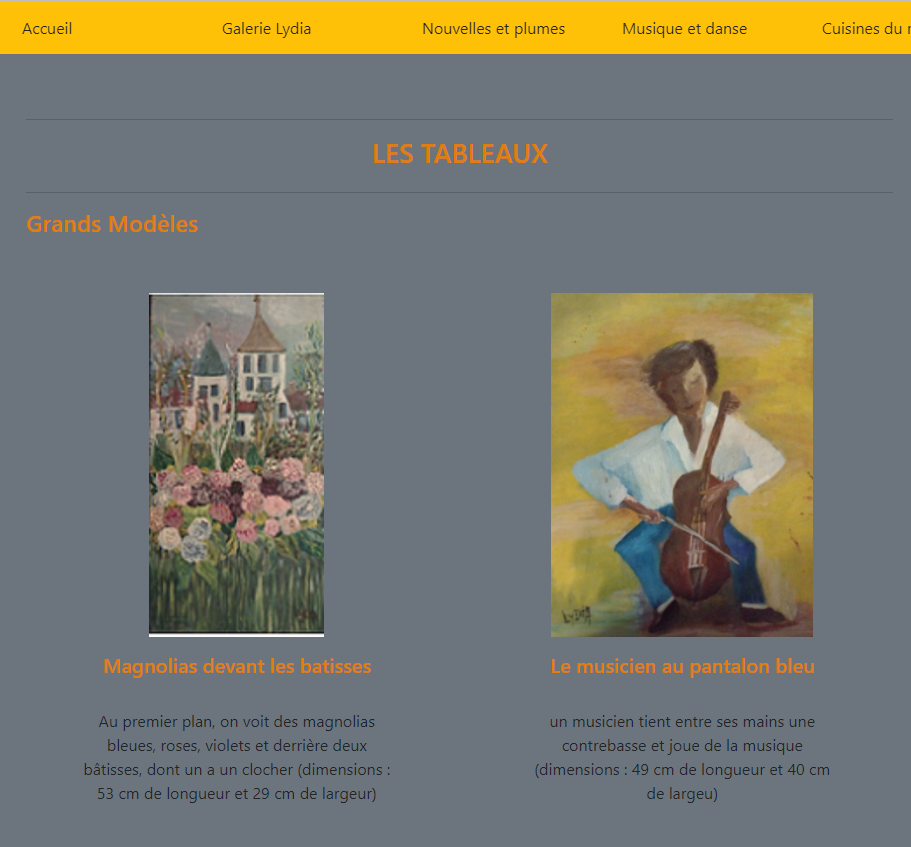 Accueil Galerie Lydia Nouvelles et plumes Musique et danse Cuisines du
LES TABLEAUX
Grands Modèles
LYDIA
Magnolias devant les batisses
Le musicien au pantalon bleu
Au premier plan, on voit des magnolias
bleues, roses, violets et derrière deux
bâtisses, dont un a un clocher (dimensions :
53 cm de longueur et 29 cm de largeur)
un musicien tient entre ses mains une
contrebasse et joue de la musique
(dimensions : 49 cm de longueur et 40 cm
de largeu)